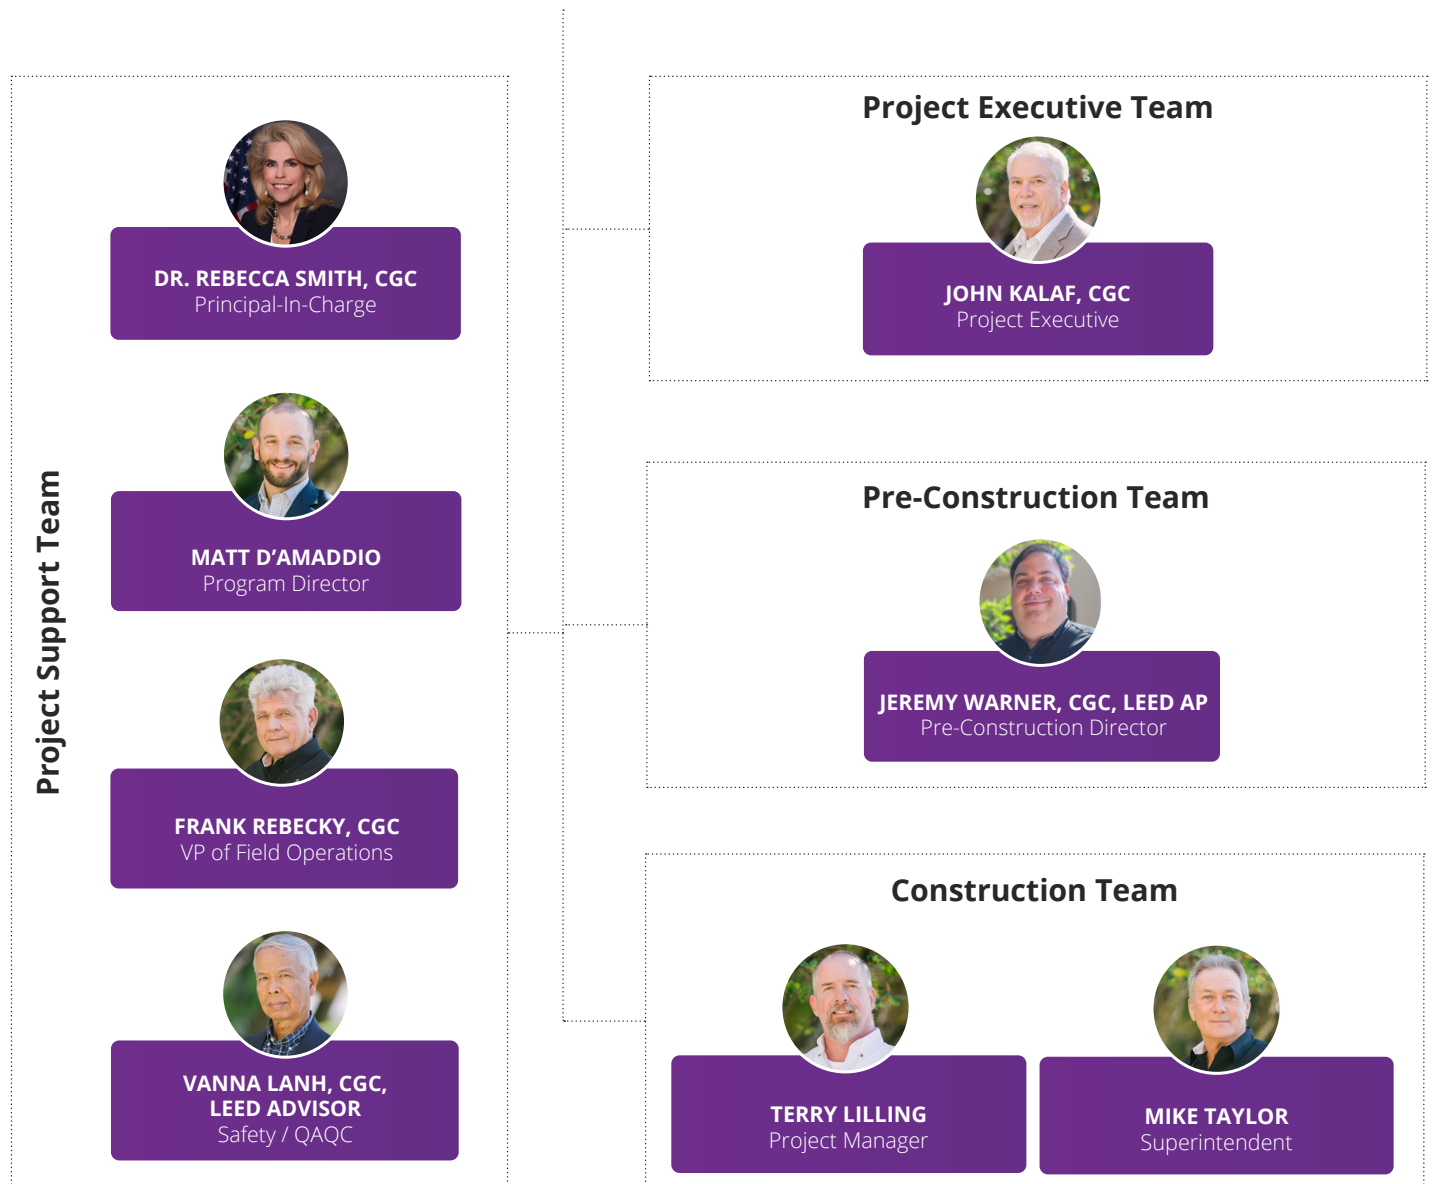 Project Support Team
DR. REBECCA SMITH, CGC
Principal-In-Charge
MATT D’AMADDIO
Program Director
FRANK REBECKY, CGC
VP of Field Operations
VANNA LANH, CGC,
LEED ADVISOR
Safety / QAQC
Project Executive Team
JOHN KALAF, CGC
Project Executive
Pre-Construction Team
JEREMY WARNER, CGC, LEED AP
Pre-Construction Director
Construction Team
TERRY LILLING
Project Manager
MIKE TAYLOR
Superintendent